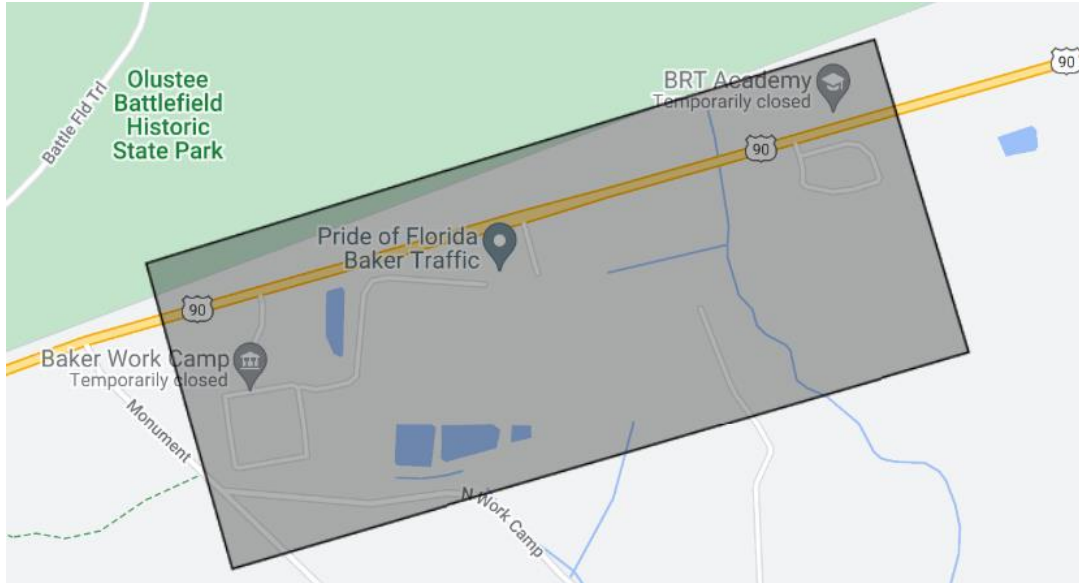 Battle Fld Trl
Olustee
Battlefield
Historic
State Park
BRT Academy
Temporarily closed
90
90
Pride of Florida
Baker Traffic
90
Baker Work Camp
Temporarily closed
Monument
N Work Camp